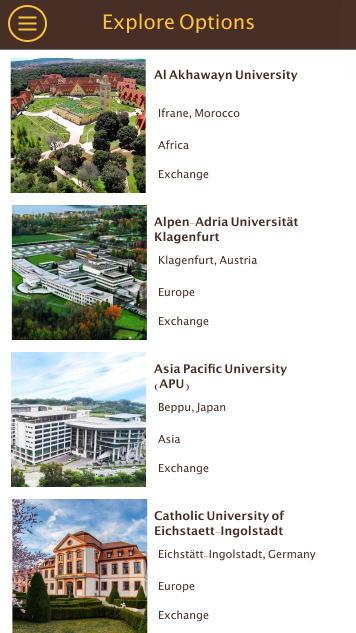 Explore Options
Al Akhawayn University
Ifrane, Morocco
Africa
Exchange
Alpen-Adria Universität
Klagenfurt
Klagenfurt, Austria
Europe
Exchange
Asia Pacific University
(APU)
Beppu, Japan
Asia
Exchange
Catholic University of
Eichstaett-Ingolstadt
Eichstätt-Ingolstadt, Germany
Europe
Exchange